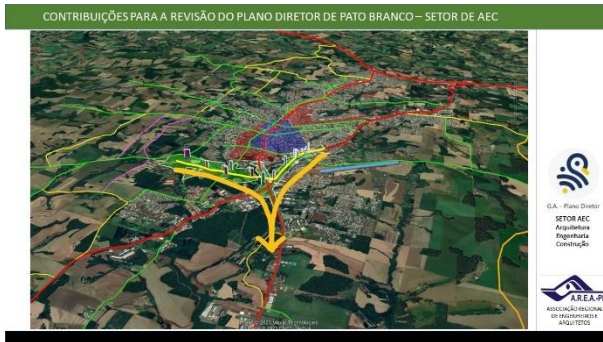 CONTRIBUIÇÕES PARA A REVISÃO DO PLANO DIRETOR DE PATO BRANCO – SETOR DE AEC
G.A. - Plano Diretor
SETOR AEC
Arquitetura
Engenharia
Construção
A.R.E.A.-PB
ASSOCIAÇÃO REGIONAL
DE ENGENHEIROS E
ARQUITETOS